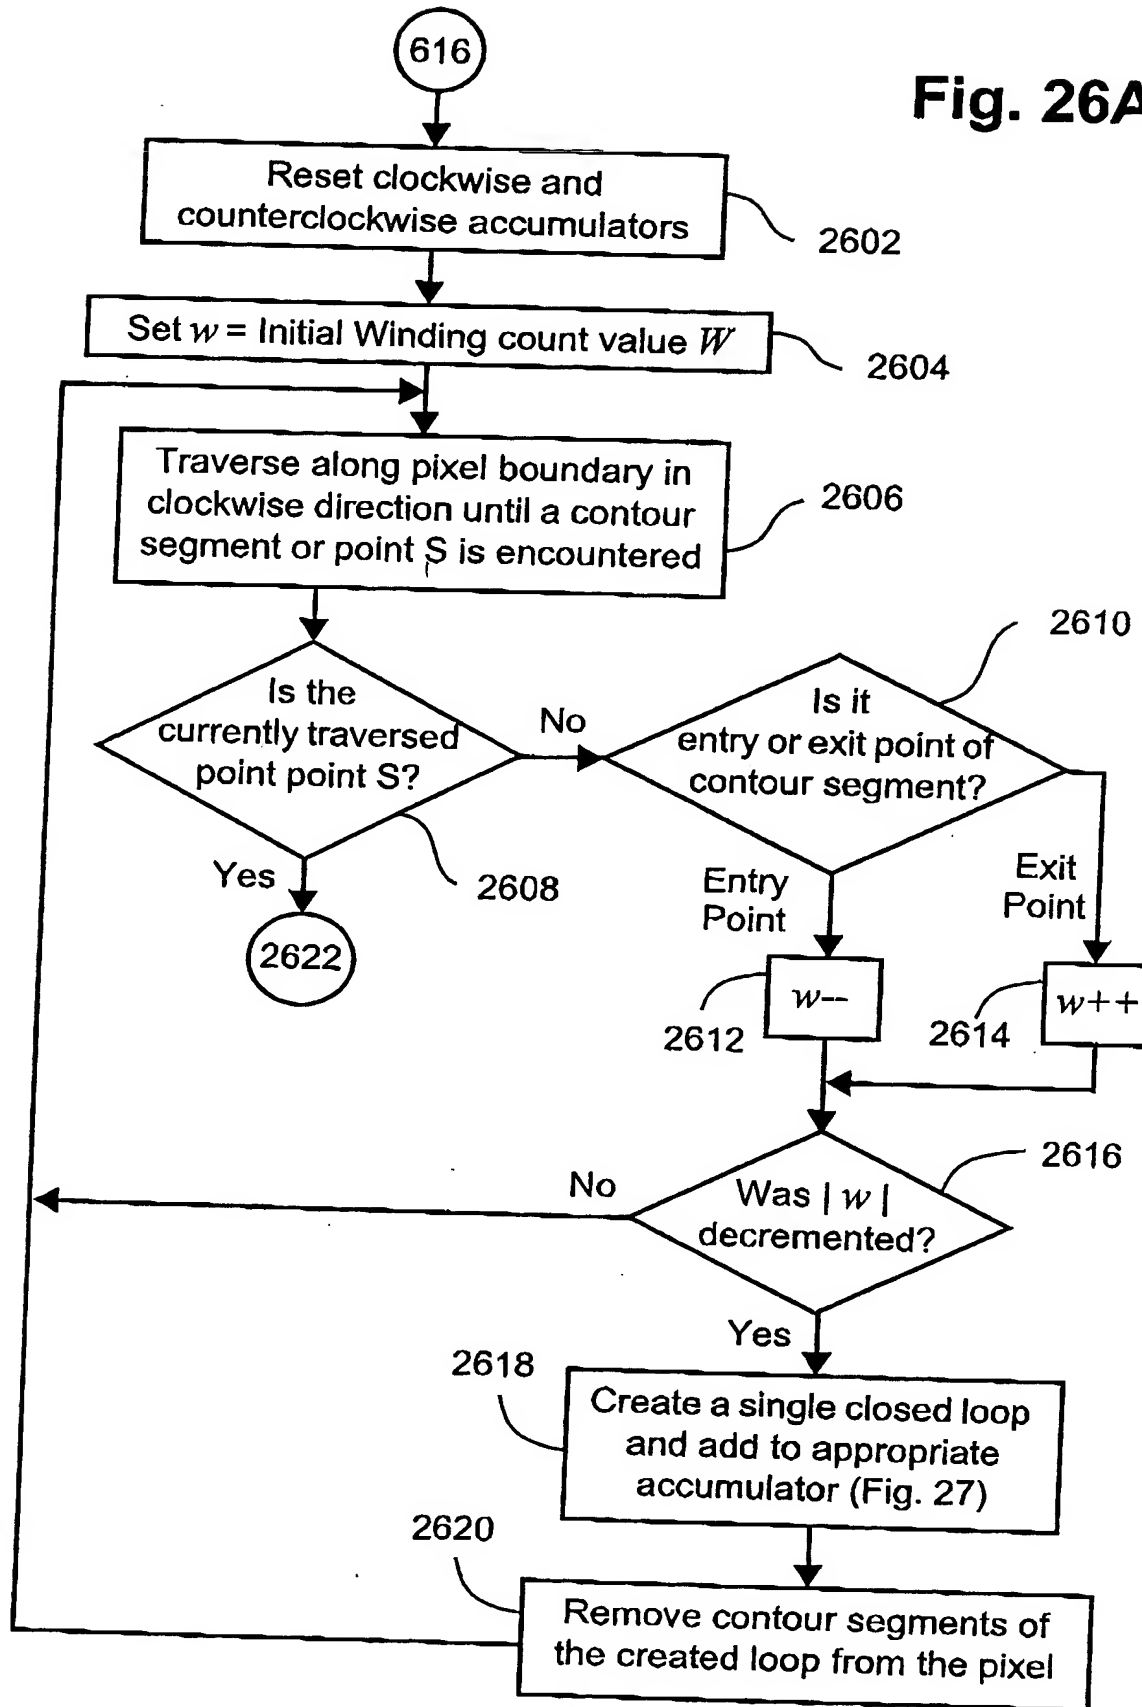 616
Fig. 26A
Reset clockwise and
counterclockwise accumulators
2602
Set w = Initial Winding count value W
2604
Traverse along pixel boundary in
clockwise direction until a contour
segment or point S is encountered
2606
2610
Is the
currently traversed
point point S?
No
Is it
entry or exit point of
contour segment?
Yes
2608
Entry
Point
Exit
Point
2622
w--
2612
w++
2614
2616
No
Was | w |
decremented?
Yes
2618
Create a single closed loop
and add to appropriate
accumulator (Fig. 27)
2620
Remove contour segments of
the created loop from the pixel